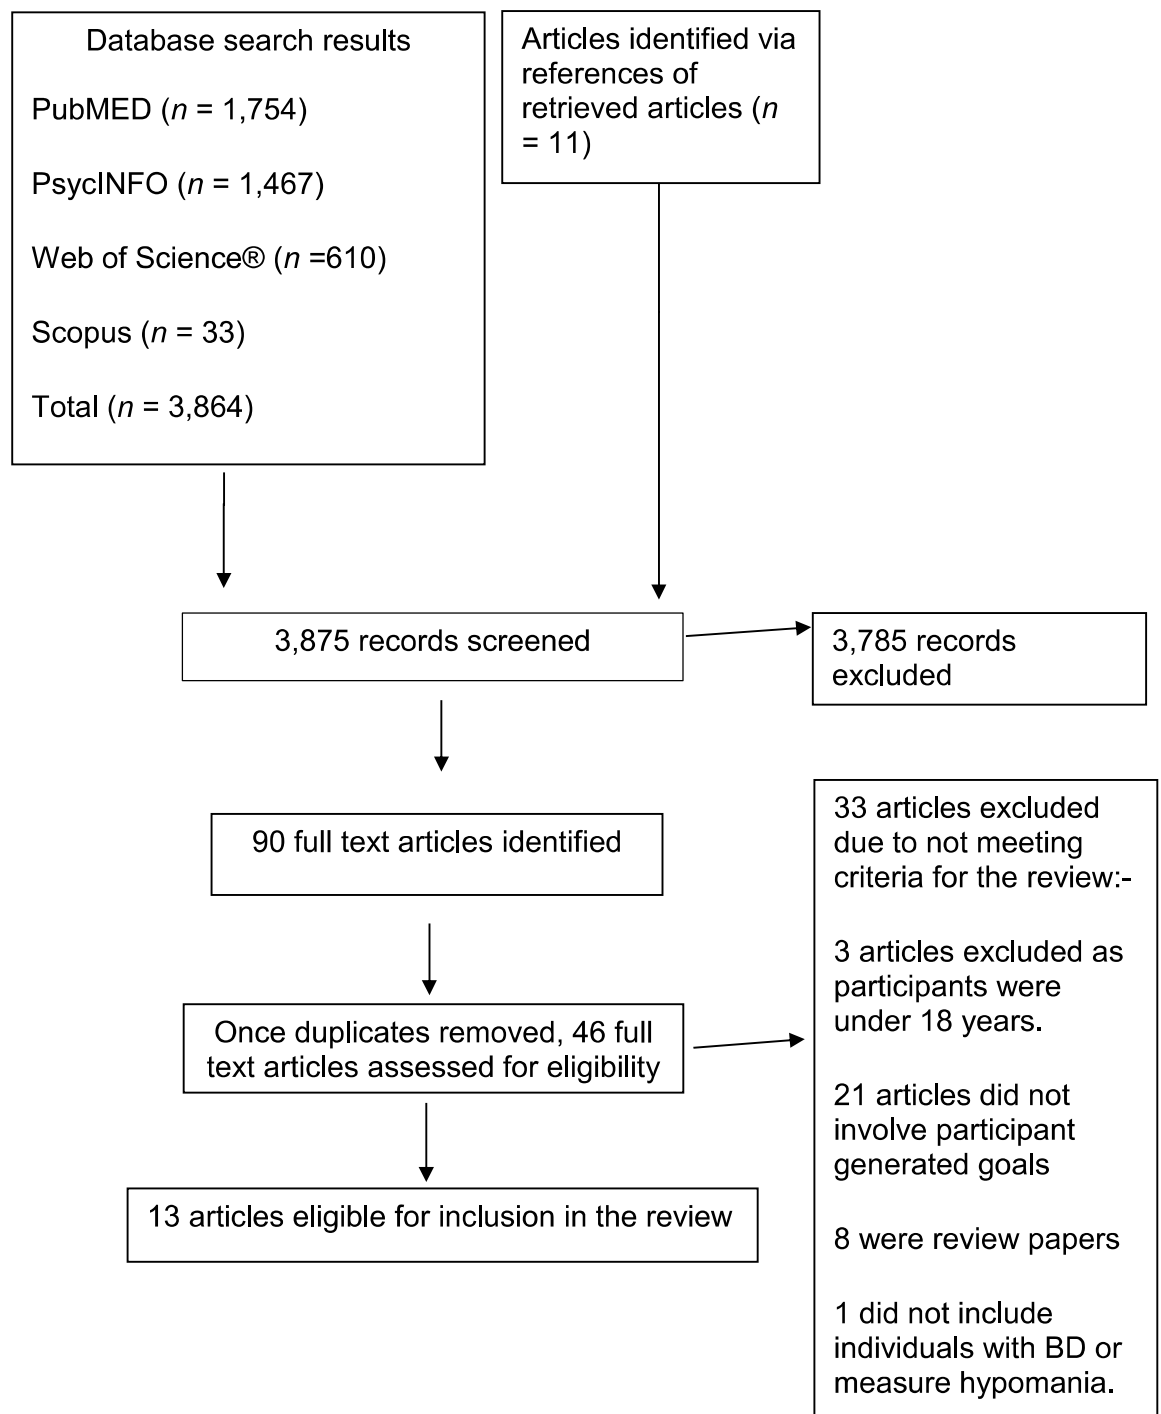 Database search results
PubMED (n = 1,754)
PsycINFO (n = 1,467)
Web of Science® (n =610)
Scopus (n = 33)
Total (n = 3,864)
Articles identified via
references of
retrieved articles (n
= 11)
3,875 records screened
3,785 records
excluded
90 full text articles identified
Once duplicates removed, 46 full
text articles assessed for eligibility
33 articles excluded
due to not meeting
criteria for the review:-
3 articles excluded as
participants were
under 18 years.
21 articles did not
involve participant
generated goals
8 were review papers
1 did not include
individuals with BD or
measure hypomania.
13 articles eligible for inclusion in the review